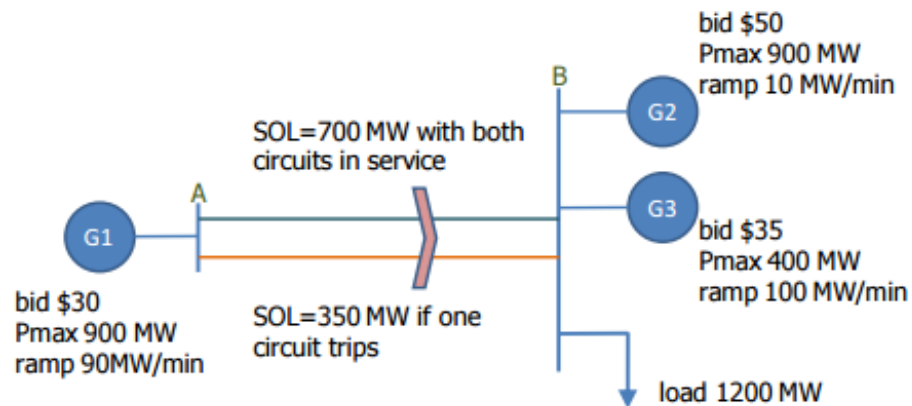 bid $50
Pmax 900 MW
ramp 10 MW/min
B
G2
SOL=700 MW with both
circuits in service
A
G1
G3
bid $35
Pmax 400 MW
ramp 100 MW/min
bid $30
Pmax 900 MW
ramp 90MW/min
SOL=350 MW if one
circuit trips
load 1200 MW